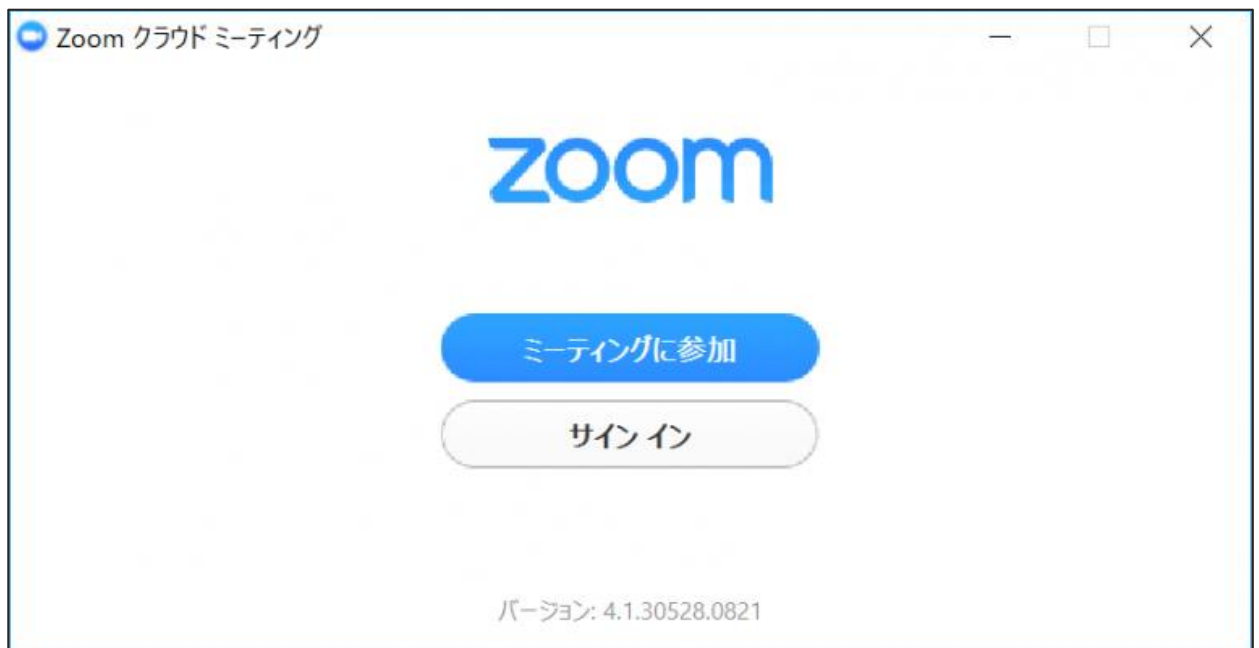 Zoom クラウド ミーティング
zoom
ミーティングに参加
サイン イン
バージョン: 4.1.30528.0821